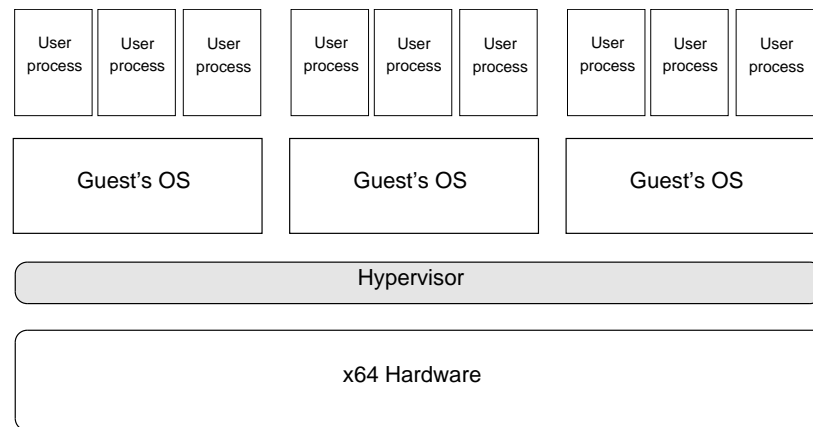 User
process
User
process
User
process
User
process
User
process
User
process
User
process
User
process
User
process
Guest’s OS
Guest’s OS
Guest’s OS
Hypervisor
x64 Hardware